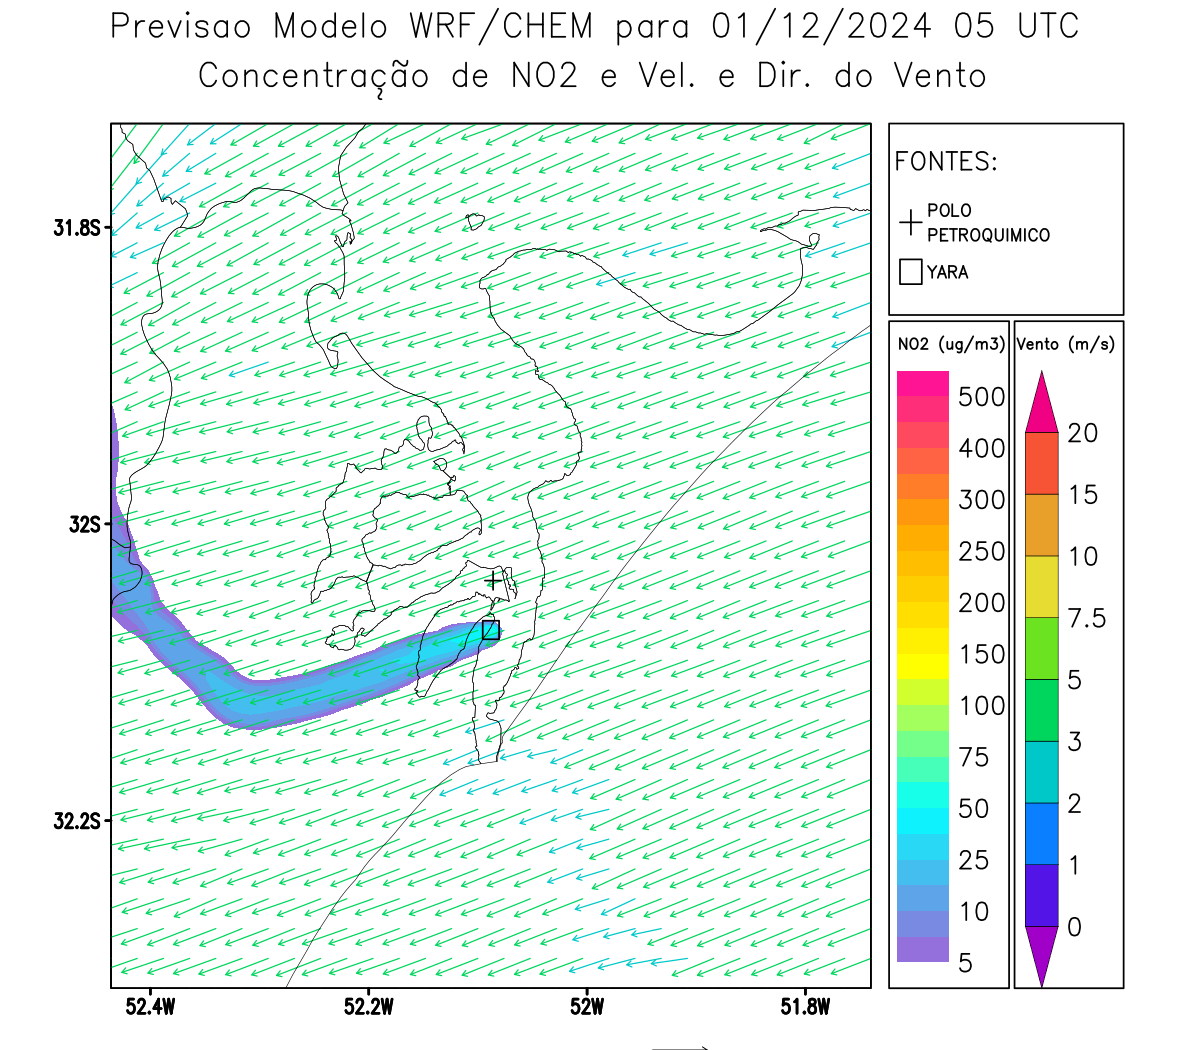 Previsao Modelo WRF/CHEM para 01/12/2024 05 UTC
Concentração de NO2 e Vel. e Dir. do Vento
FONTES:
POLO
PETROQUIMICO
YARA
NO2 (ug/m3)
500
400
300
250
200
150
100
75
50
25
10
5
Vento (m/s)
20
15
10
7.5
5
3
2
1
0
31.8S
32S
32.2S
52.4W
52.2W
52W
51.8W